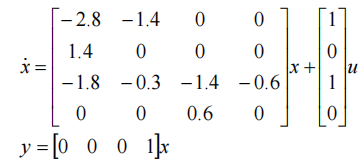 ẋ = [ −2.8 −1.4 0 0 ; 1.4 0 0 0 ; −1.8 −0.3 −1.4 −0.6 ; 0 0 0.6 0 ] x + [ 1 ; 0 ; 1 ; 0 ] u
y = [0 0 0 1]x